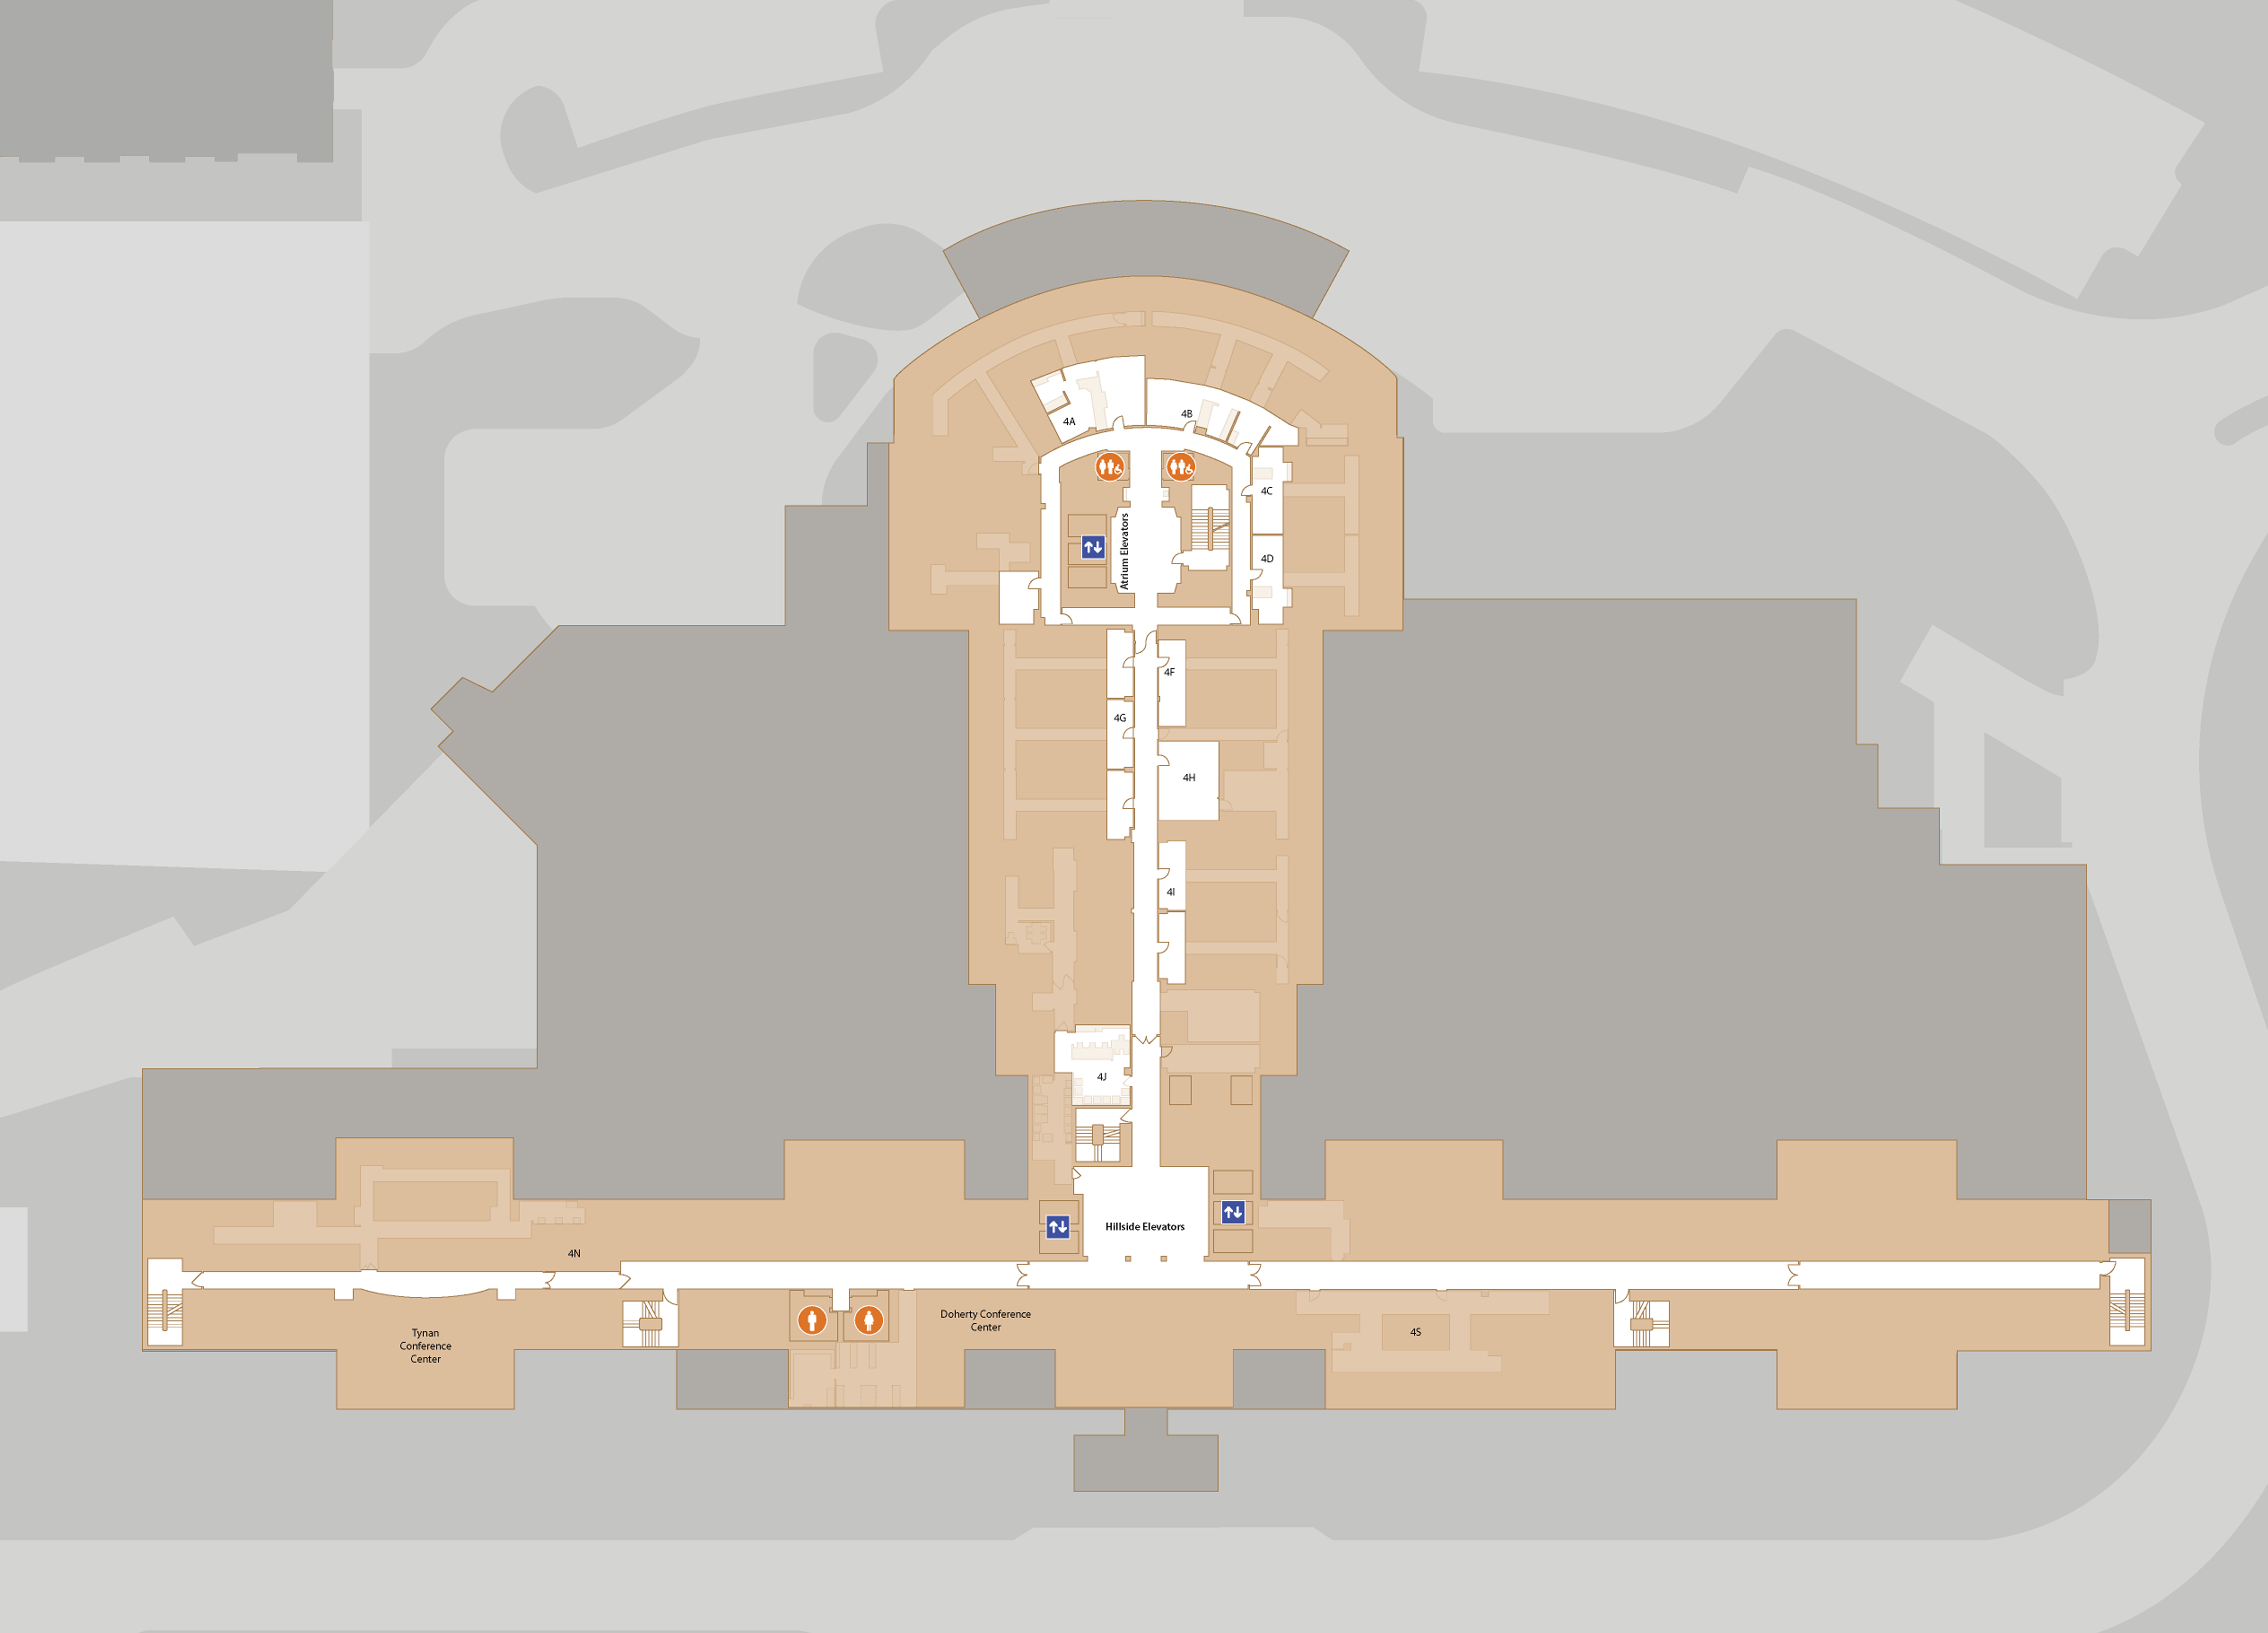 4A
4B
4C
4D
Atrium Elevators
4F
4G
4H
4I
4J
Hillside Elevators
4N
Tynan
Conference
Center
Doherty Conference
Center
4S